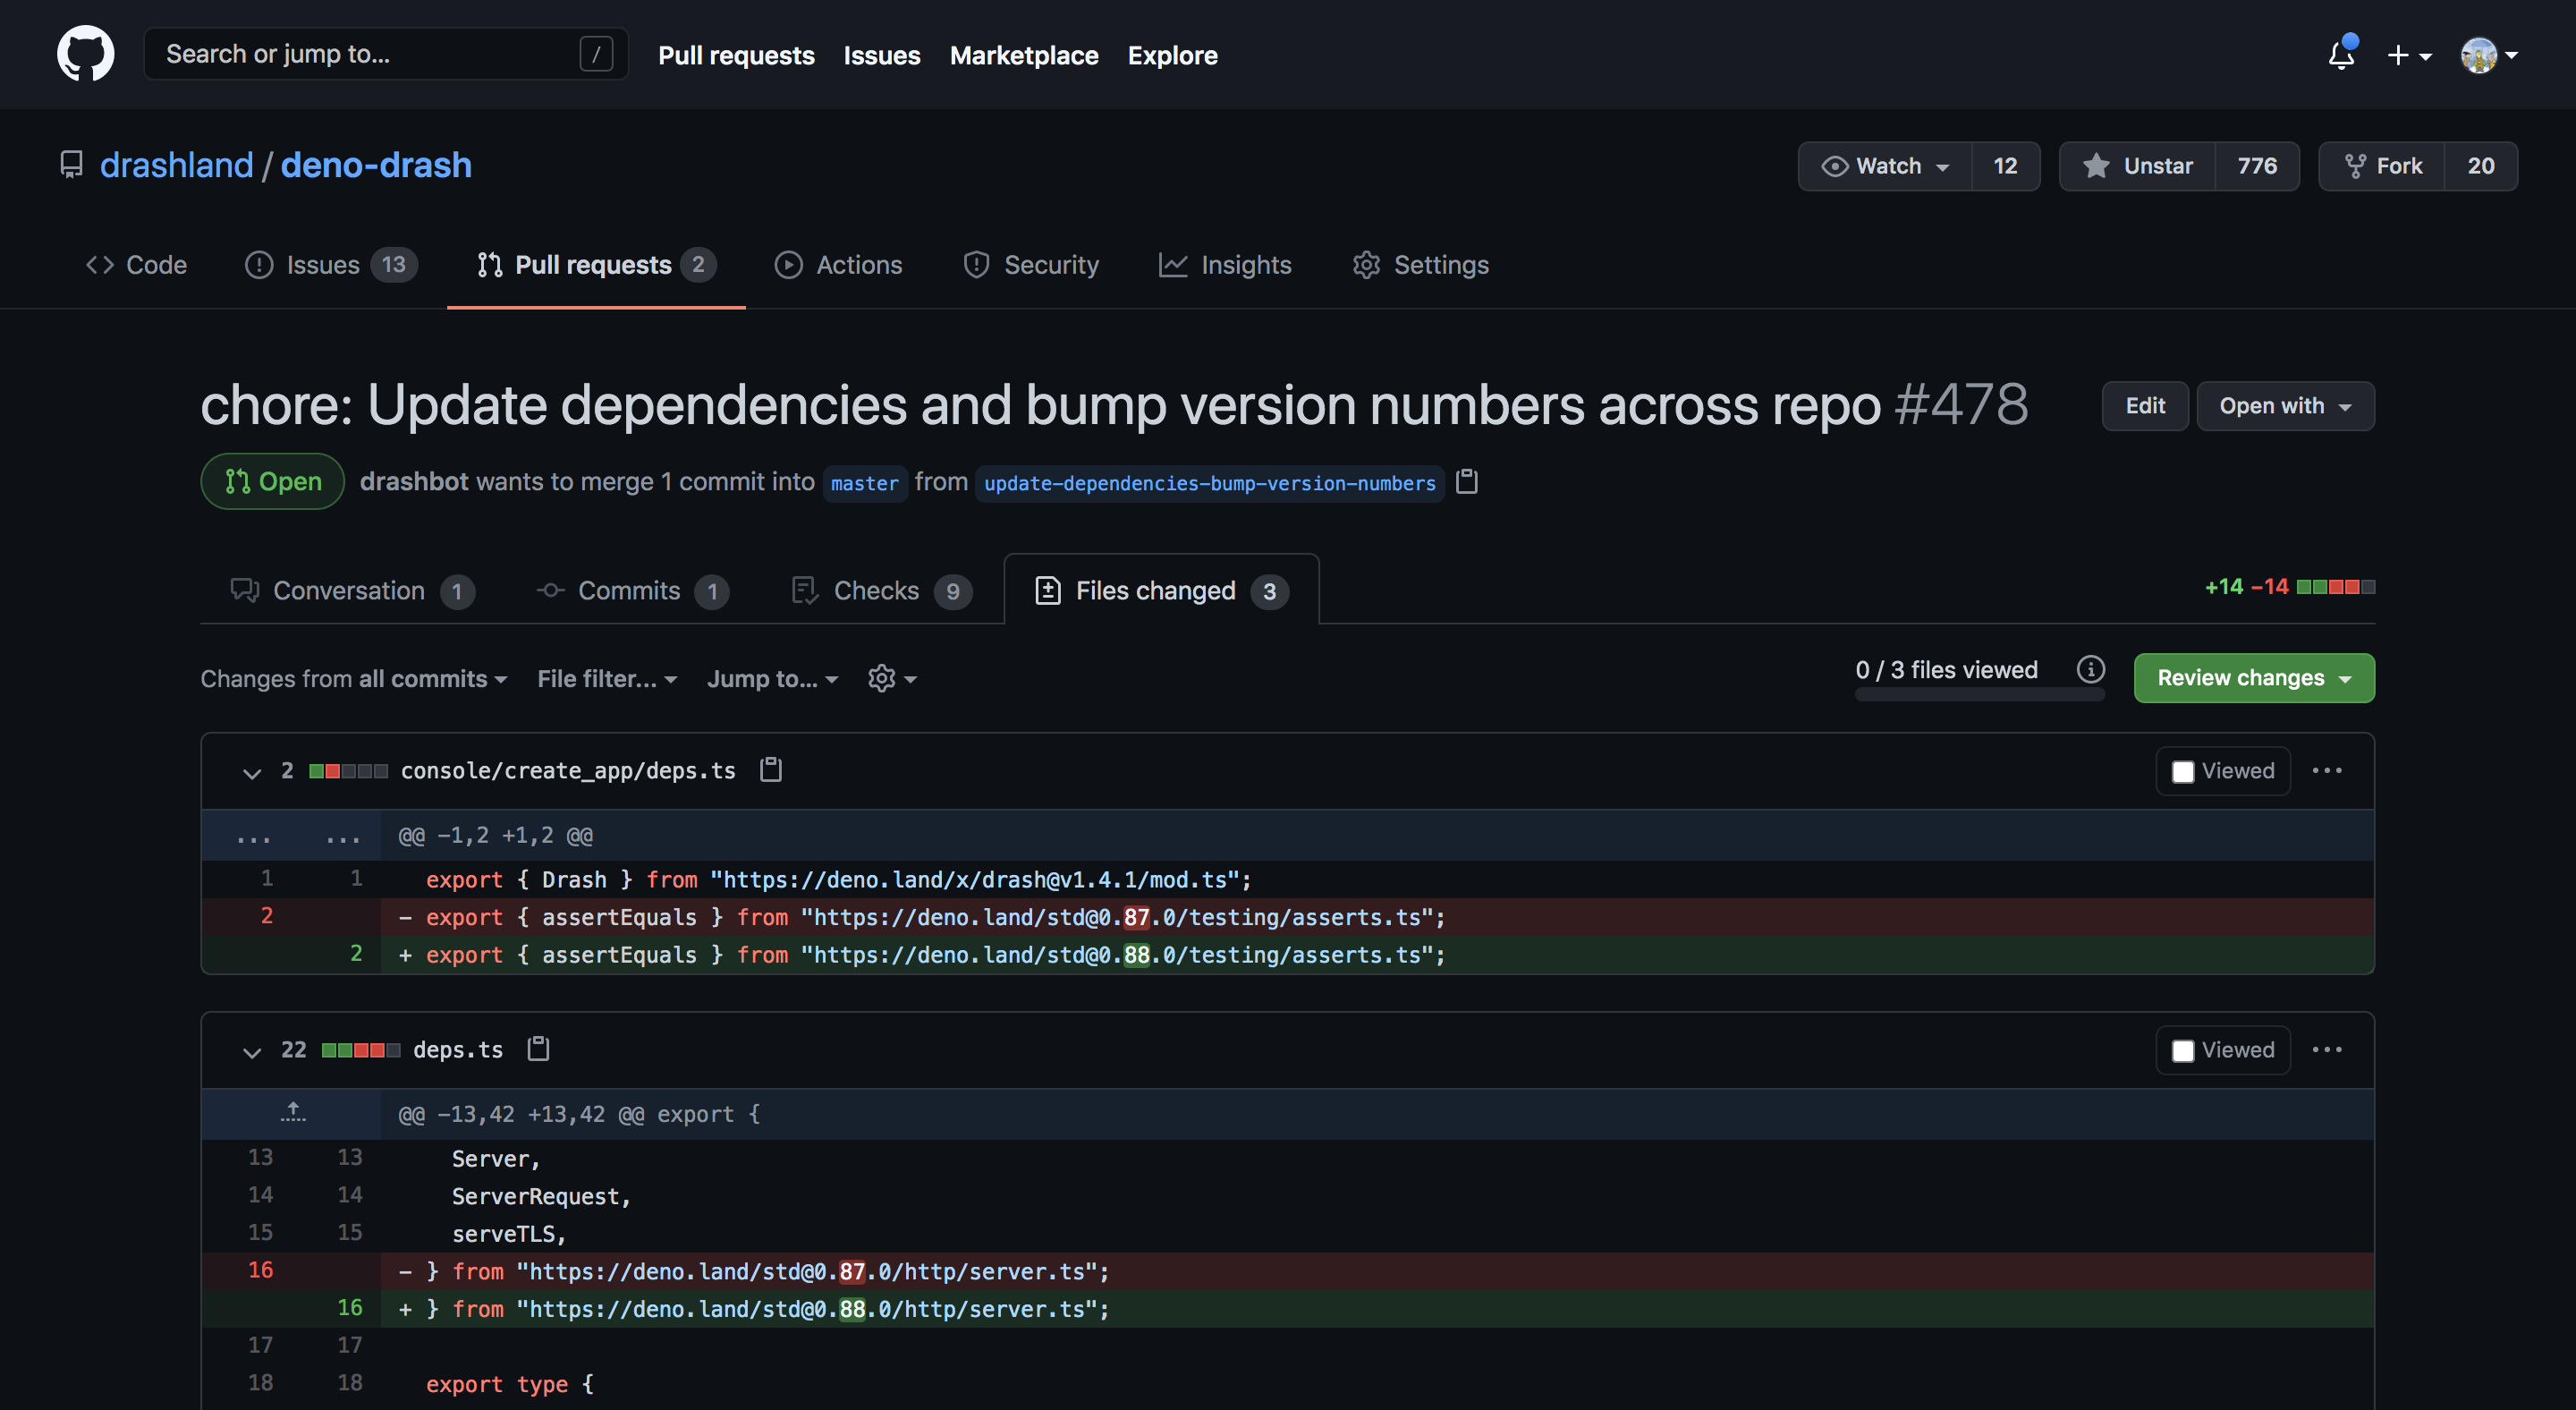 Search or jump to... /
Pull requests Issues Marketplace Explore
drashland / deno-drash
Watch 12 Unstar 776 Fork 20
Code Issues 13 Pull requests 2 Actions Security Insights Settings
chore: Update dependencies and bump version numbers across repo #478
Edit Open with
Open drashbot wants to merge 1 commit into master from update-dependencies-bump-version-numbers
Conversation 1 Commits 1 Checks 9 Files changed 3
+14 −14
Changes from all commits File filter... Jump to...
0 / 3 files viewed Review changes
2 console/create_app/deps.ts Viewed ...
... ... @@ -1,2 +1,2 @@
1 1 export { Drash } from "https://deno.land/x/drash@v1.4.1/mod.ts";
2 - export { assertEquals } from "https://deno.land/std@0.87.0/testing/asserts.ts";
2 + export { assertEquals } from "https://deno.land/std@0.88.0/testing/asserts.ts";
22 deps.ts Viewed ...
@@ -13,42 +13,42 @@ export {
13 13 Server,
14 14 ServerRequest,
15 15 serveTLS,
16 - } from "https://deno.land/std@0.87.0/http/server.ts";
16 + } from "https://deno.land/std@0.88.0/http/server.ts";
17 17
18 18 export type {